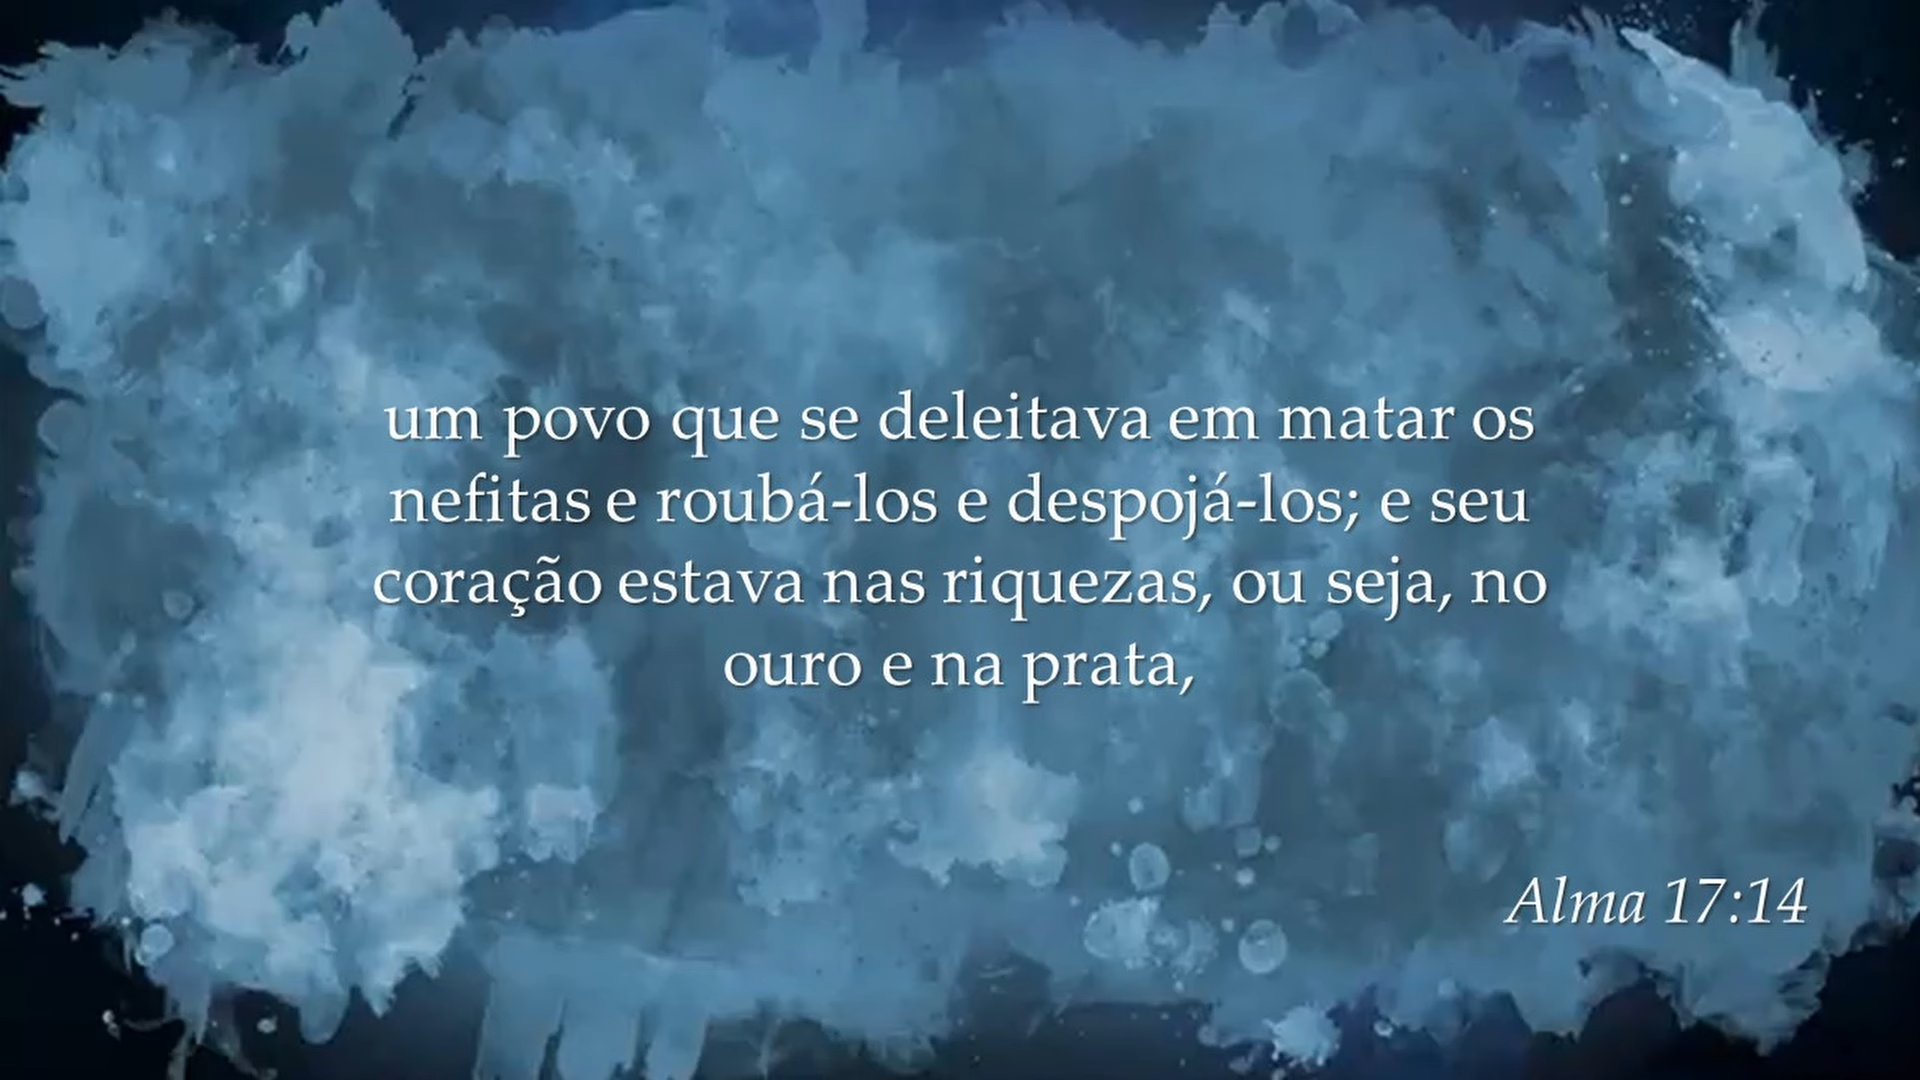 um povo que se deleitava em matar os
nefitas e roubá-los e despojá-los; e seu
coração estava nas riquezas, ou seja, no
ouro e na prata,
Alma 17:14